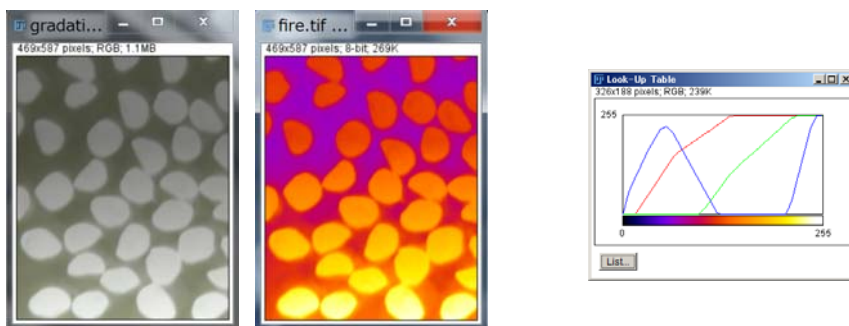 gradati...
469x587 pixels; RGB; 1.1MB
fire.tif ...
469x587 pixels; 8-bit; 269K
Look-Up Table
326x188 pixels; RGB; 239K
255
0
255
List...